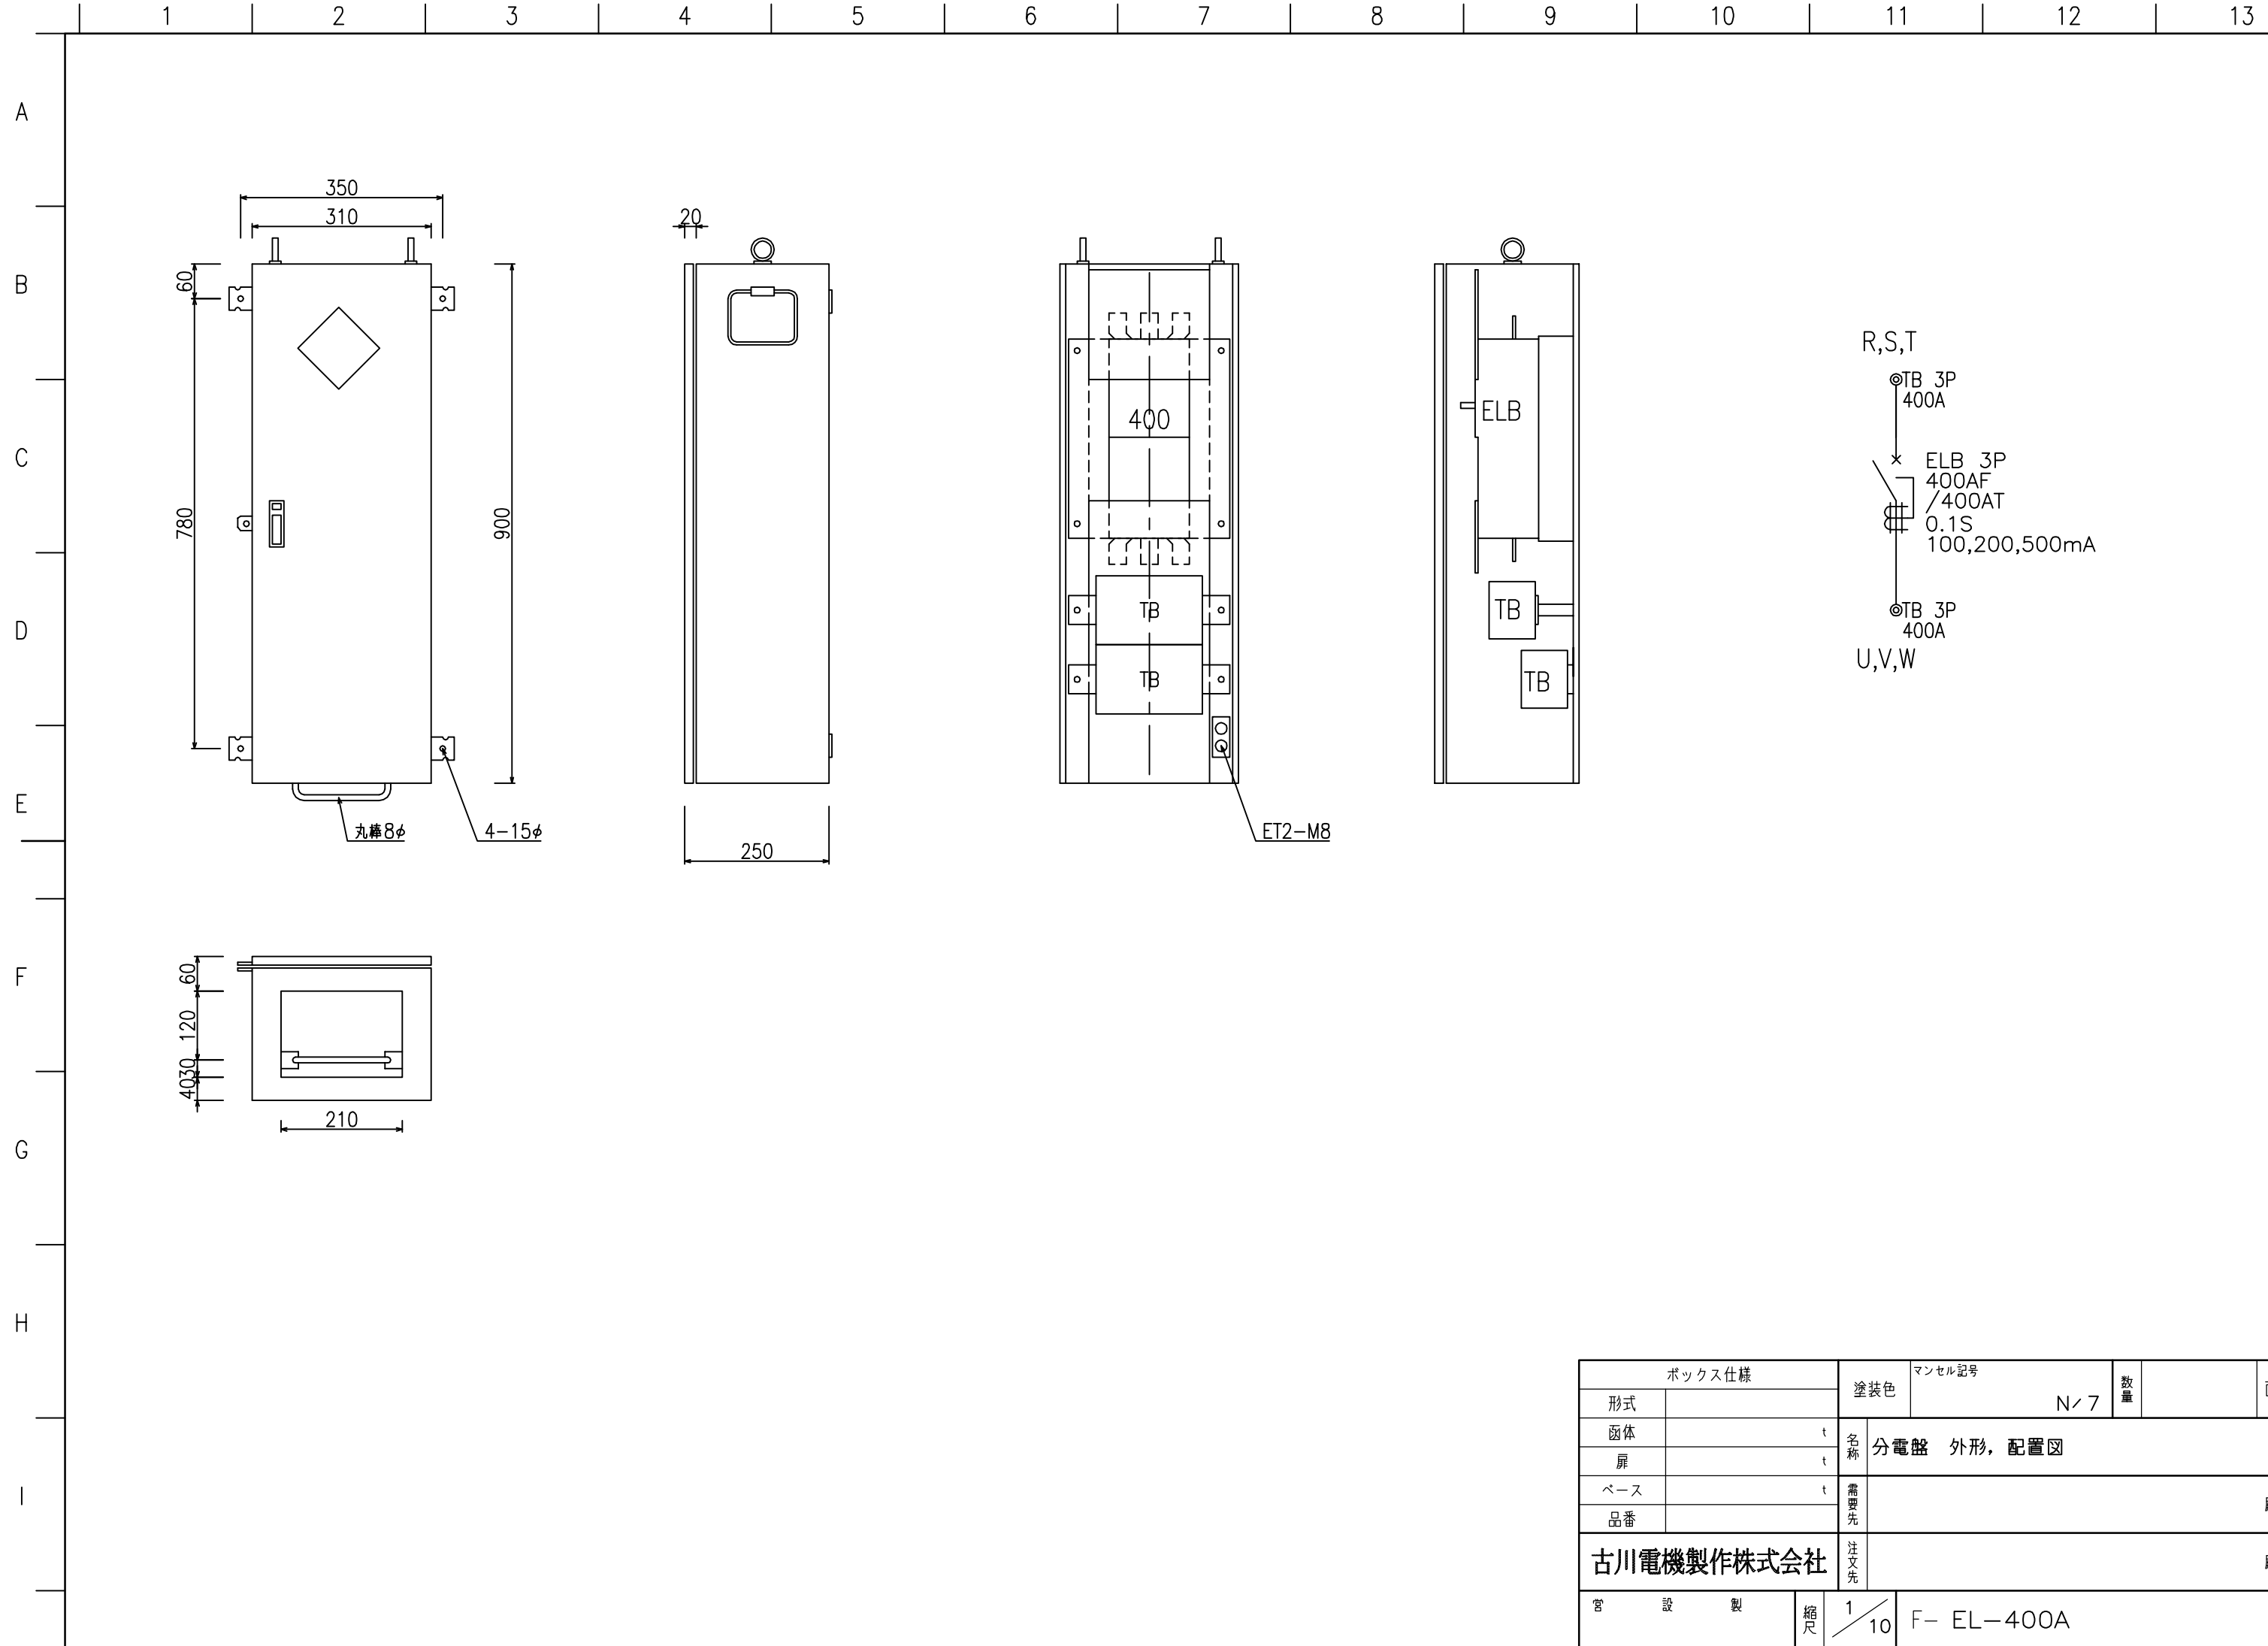 1 2 3 4 5 6 7 8 9 10 11 12 13
A
B
C
D
E
F
G
H
I
350
310
60
780
900
丸棒8φ
4-15φ
20
250
400
TB
TB
ET2-M8
ELB
TB
TB
R,S,T
TB 3P
400A
ELB 3P
400AF
/400AT
0.1S
100,200,500mA
TB 3P
400A
U,V,W
60
120
30
40
210
ボックス仕様
形式
函体 t
扉 t
ベース t
品番
古川電機製作株式会社
営 設 製
塗装色
マンセル記号
N/7
数量
名称
分電盤 外形,配置図
需要先
注文先
縮尺
1/10
F- EL-400A